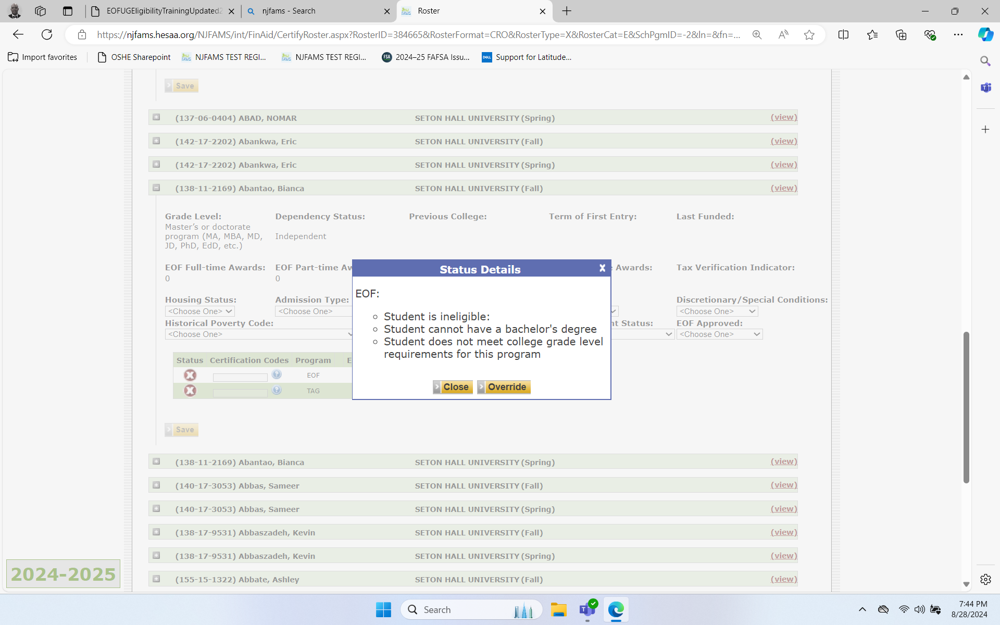 EOFUGEligibilityTrainingUpdated2
njfams - Search
Roster
https://njfams.hesaa.org/NJFAMS/int/FinAid/CertifyRoster.aspx?RosterID=384665&RosterFormat=CRO&RosterType=X&RosterCat=E&SchPgmID=-2&ln=&fn=...
Import favorites
OSHE Sharepoint
NJFAMS TEST REGI...
NJFAMS TEST REGI...
FSA 2024–25 FAFSA Issu...
DELL Support for Latitude...
Save
(137-06-0404) ABAD, NOMAR SETON HALL UNIVERSITY (Spring) (view)
(142-17-2202) Abankwa, Eric SETON HALL UNIVERSITY (Fall) (view)
(142-17-2202) Abankwa, Eric SETON HALL UNIVERSITY (Spring) (view)
(138-11-2169) Abantao, Bianca SETON HALL UNIVERSITY (Fall) (view)
Grade Level: Dependency Status: Previous College: Term of First Entry: Last Funded:
Master's or doctorate
program (MA, MBA, MD, Independent
JD, PhD, EdD, etc.)
EOF Full-time Awards: EOF Part-time Aw Awards: Tax Verification Indicator:
0 0
Status Details X
EOF:
Student is ineligible:
Student cannot have a bachelor's degree
Student does not meet college grade level
requirements for this program
Close Override
Housing Status: Admission Type: Discretionary/Special Conditions:
<Choose One> <Choose One> <Choose One>
Historical Poverty Code: nt Status: EOF Approved:
<Choose One> <Choose One>
Status Certification Codes Program E
EOF
TAG
Save
(138-11-2169) Abantao, Bianca SETON HALL UNIVERSITY (Spring) (view)
(140-17-3053) Abbas, Sameer SETON HALL UNIVERSITY (Fall) (view)
(140-17-3053) Abbas, Sameer SETON HALL UNIVERSITY (Spring) (view)
(138-17-9531) Abbaszadeh, Kevin SETON HALL UNIVERSITY (Fall) (view)
(138-17-9531) Abbaszadeh, Kevin SETON HALL UNIVERSITY (Spring) (view)
(155-15-1322) Abbate, Ashley SETON HALL UNIVERSITY (Fall) (view)
2024-2025
Search
7:44 PM
8/28/2024